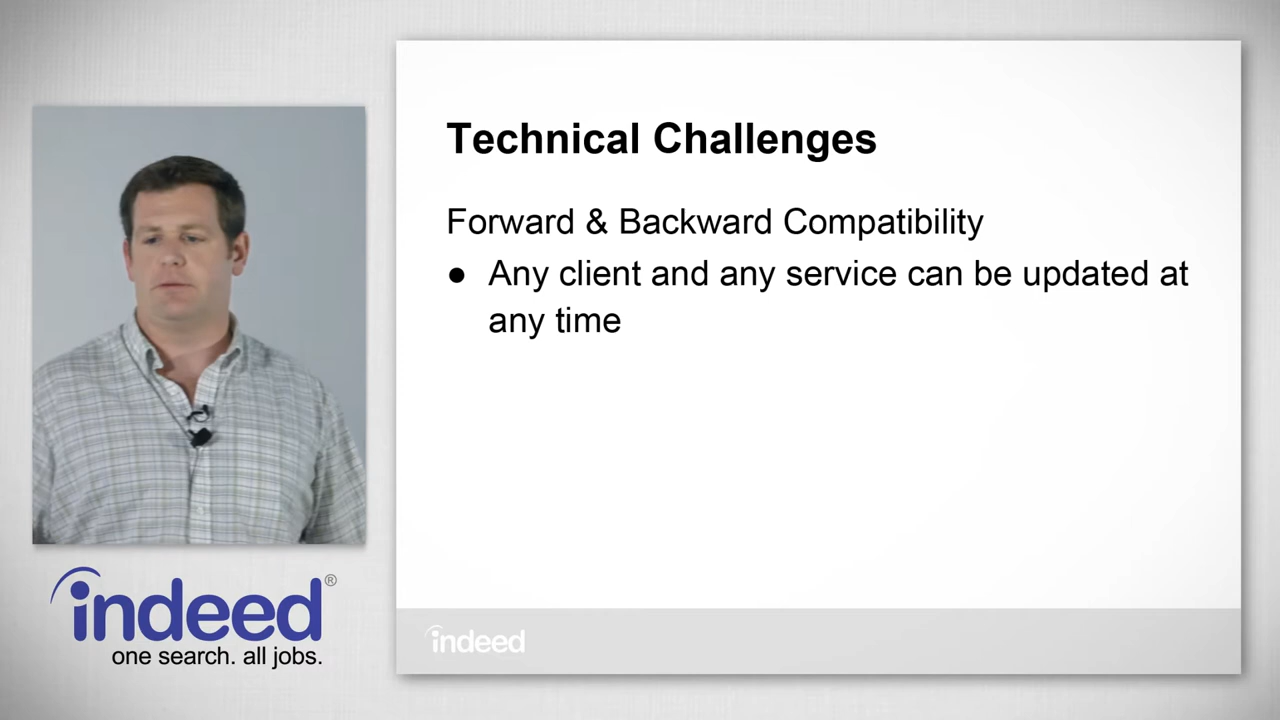 Technical Challenges
Forward & Backward Compatibility
● Any client and any service can be updated at
any time
indeed®
one search. all jobs.
indeed